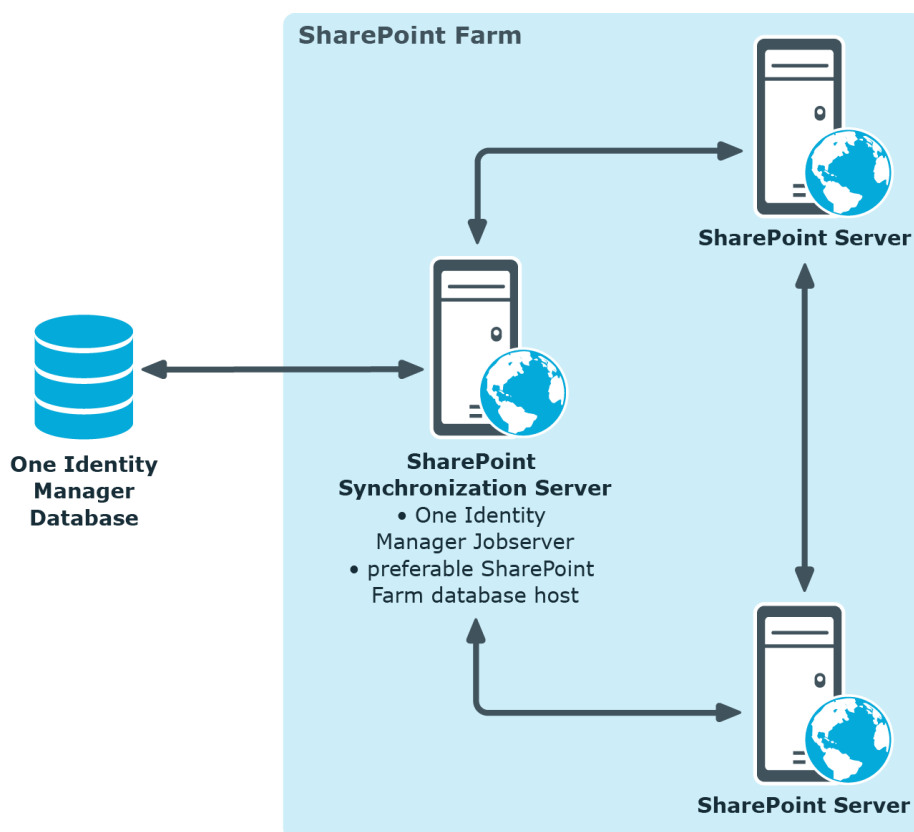 SharePoint Farm
SharePoint Server
One Identity
Manager
Database
SharePoint
Synchronization Server
• One Identity
Manager Jobserver
• preferable SharePoint
Farm database host
SharePoint Server